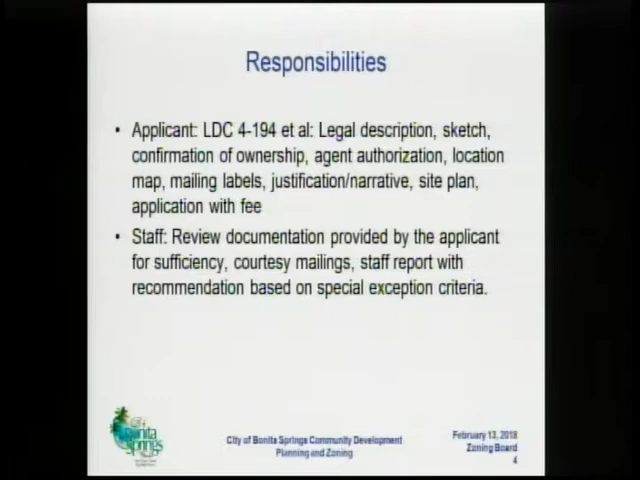 Responsibilities
• Applicant: LDC 4-194 et al: Legal description, sketch,
confirmation of ownership, agent authorization, location
map, mailing labels, justification/narrative, site plan,
application with fee
• Staff: Review documentation provided by the applicant
for sufficiency, courtesy mailings, staff report with
recommendation based on special exception criteria.
Bonita
Springs
City of Bonita Springs Community Development
Planning and Zoning
February 13, 2018
Zoning Board
4